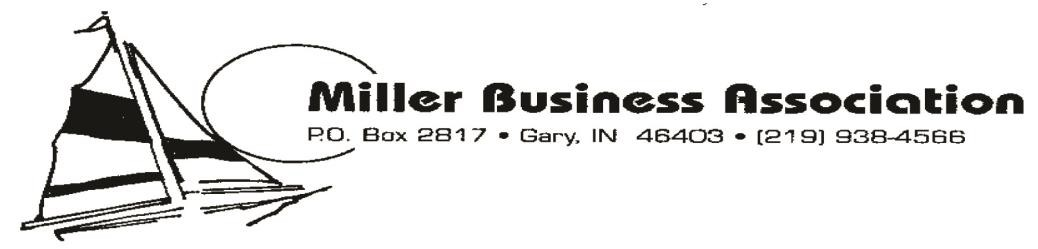 Miller Business Association
P.O. Box 2817 • Gary, IN 46403 • (219) 938-4566